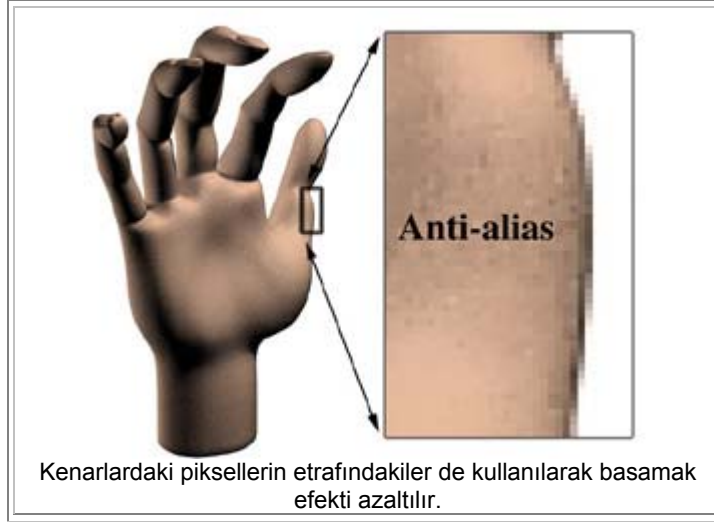 Anti-alias
Kenarlardaki piksellerin etrafındakiler de kullanılarak basamak
efekti azaltılır.